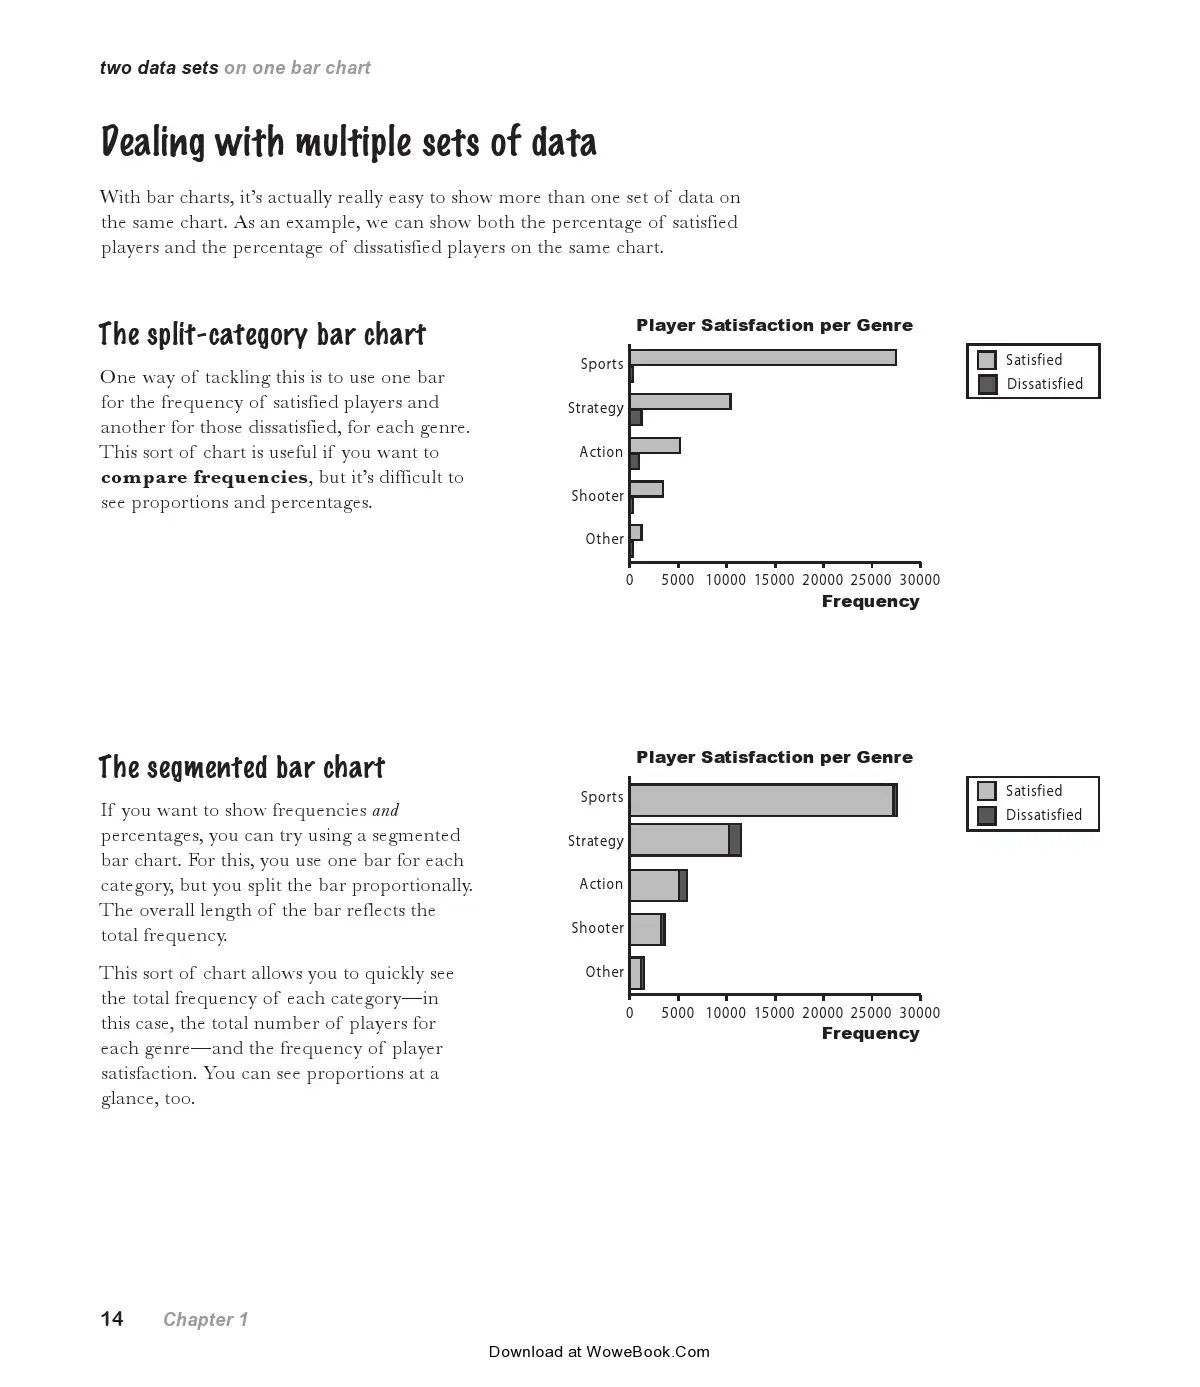 two data sets on one bar chart
Dealing with multiple sets of data
With bar charts, it’s actually really easy to show more than one set of data on
the same chart. As an example, we can show both the percentage of satisfied
players and the percentage of dissatisfied players on the same chart.
The split-category bar chart
One way of tackling this is to use one bar
for the frequency of satisfied players and
another for those dissatisfied, for each genre.
This sort of chart is useful if you want to
compare frequencies, but it’s difficult to
see proportions and percentages.
Player Satisfaction per Genre
Sports
Strategy
Action
Shooter
Other
0 5000 10000 15000 20000 25000 30000
Frequency
Satisfied
Dissatisfied
The segmented bar chart
If you want to show frequencies and
percentages, you can try using a segmented
bar chart. For this, you use one bar for each
category, but you split the bar proportionally.
The overall length of the bar reflects the
total frequency.
This sort of chart allows you to quickly see
the total frequency of each category—in
this case, the total number of players for
each genre—and the frequency of player
satisfaction. You can see proportions at a
glance, too.
Player Satisfaction per Genre
Sports
Strategy
Action
Shooter
Other
0 5000 10000 15000 20000 25000 30000
Frequency
Satisfied
Dissatisfied
14 Chapter 1
Download at WoweBook.Com